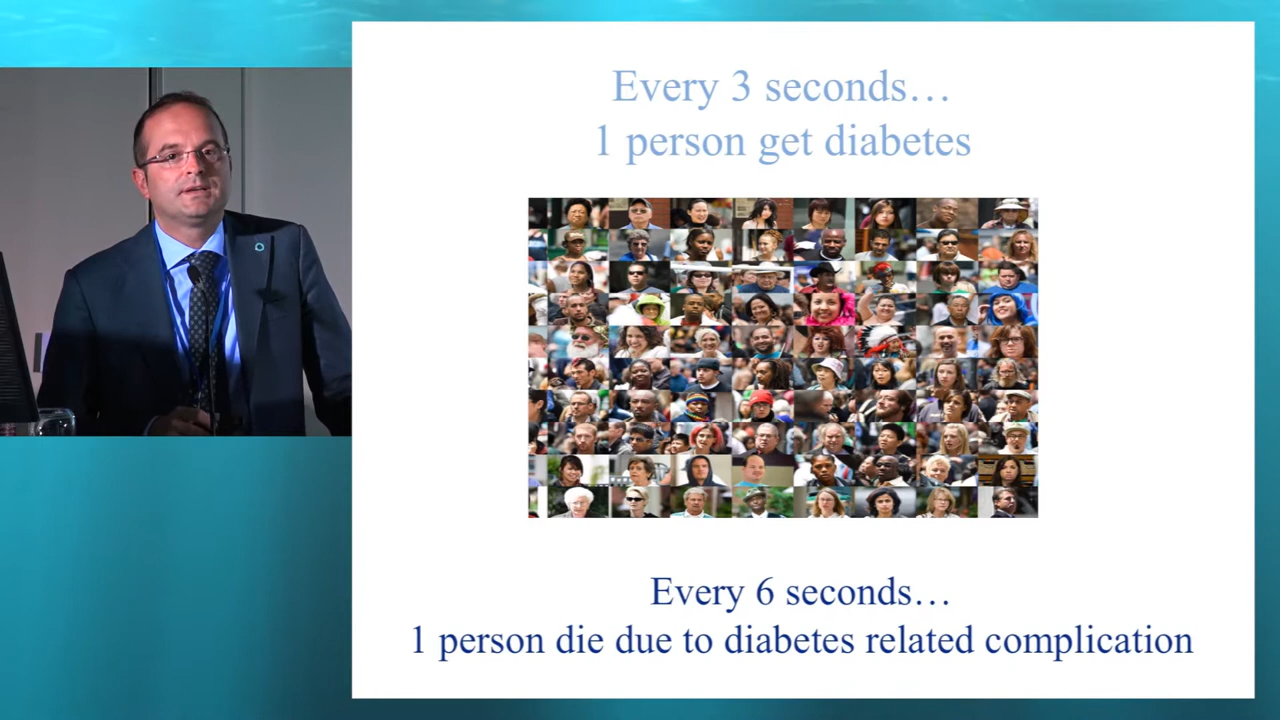 Every 3 seconds…
1 person get diabetes
Every 6 seconds…
1 person die due to diabetes related complication